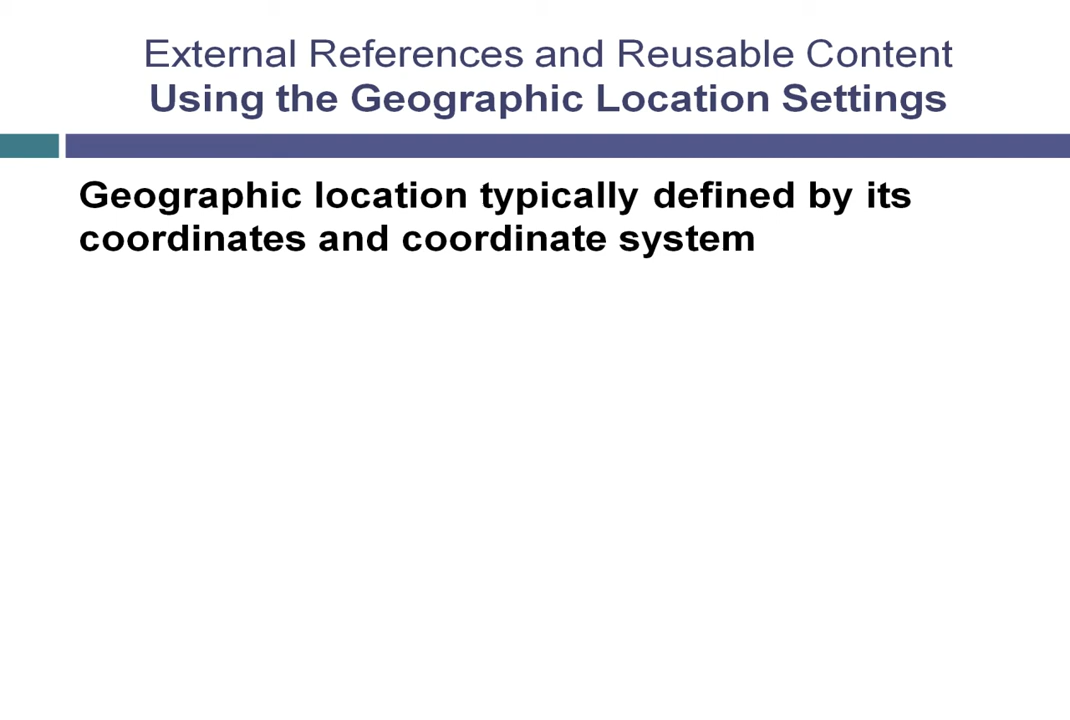 External References and Reusable Content
Using the Geographic Location Settings
Geographic location typically defined by its
coordinates and coordinate system